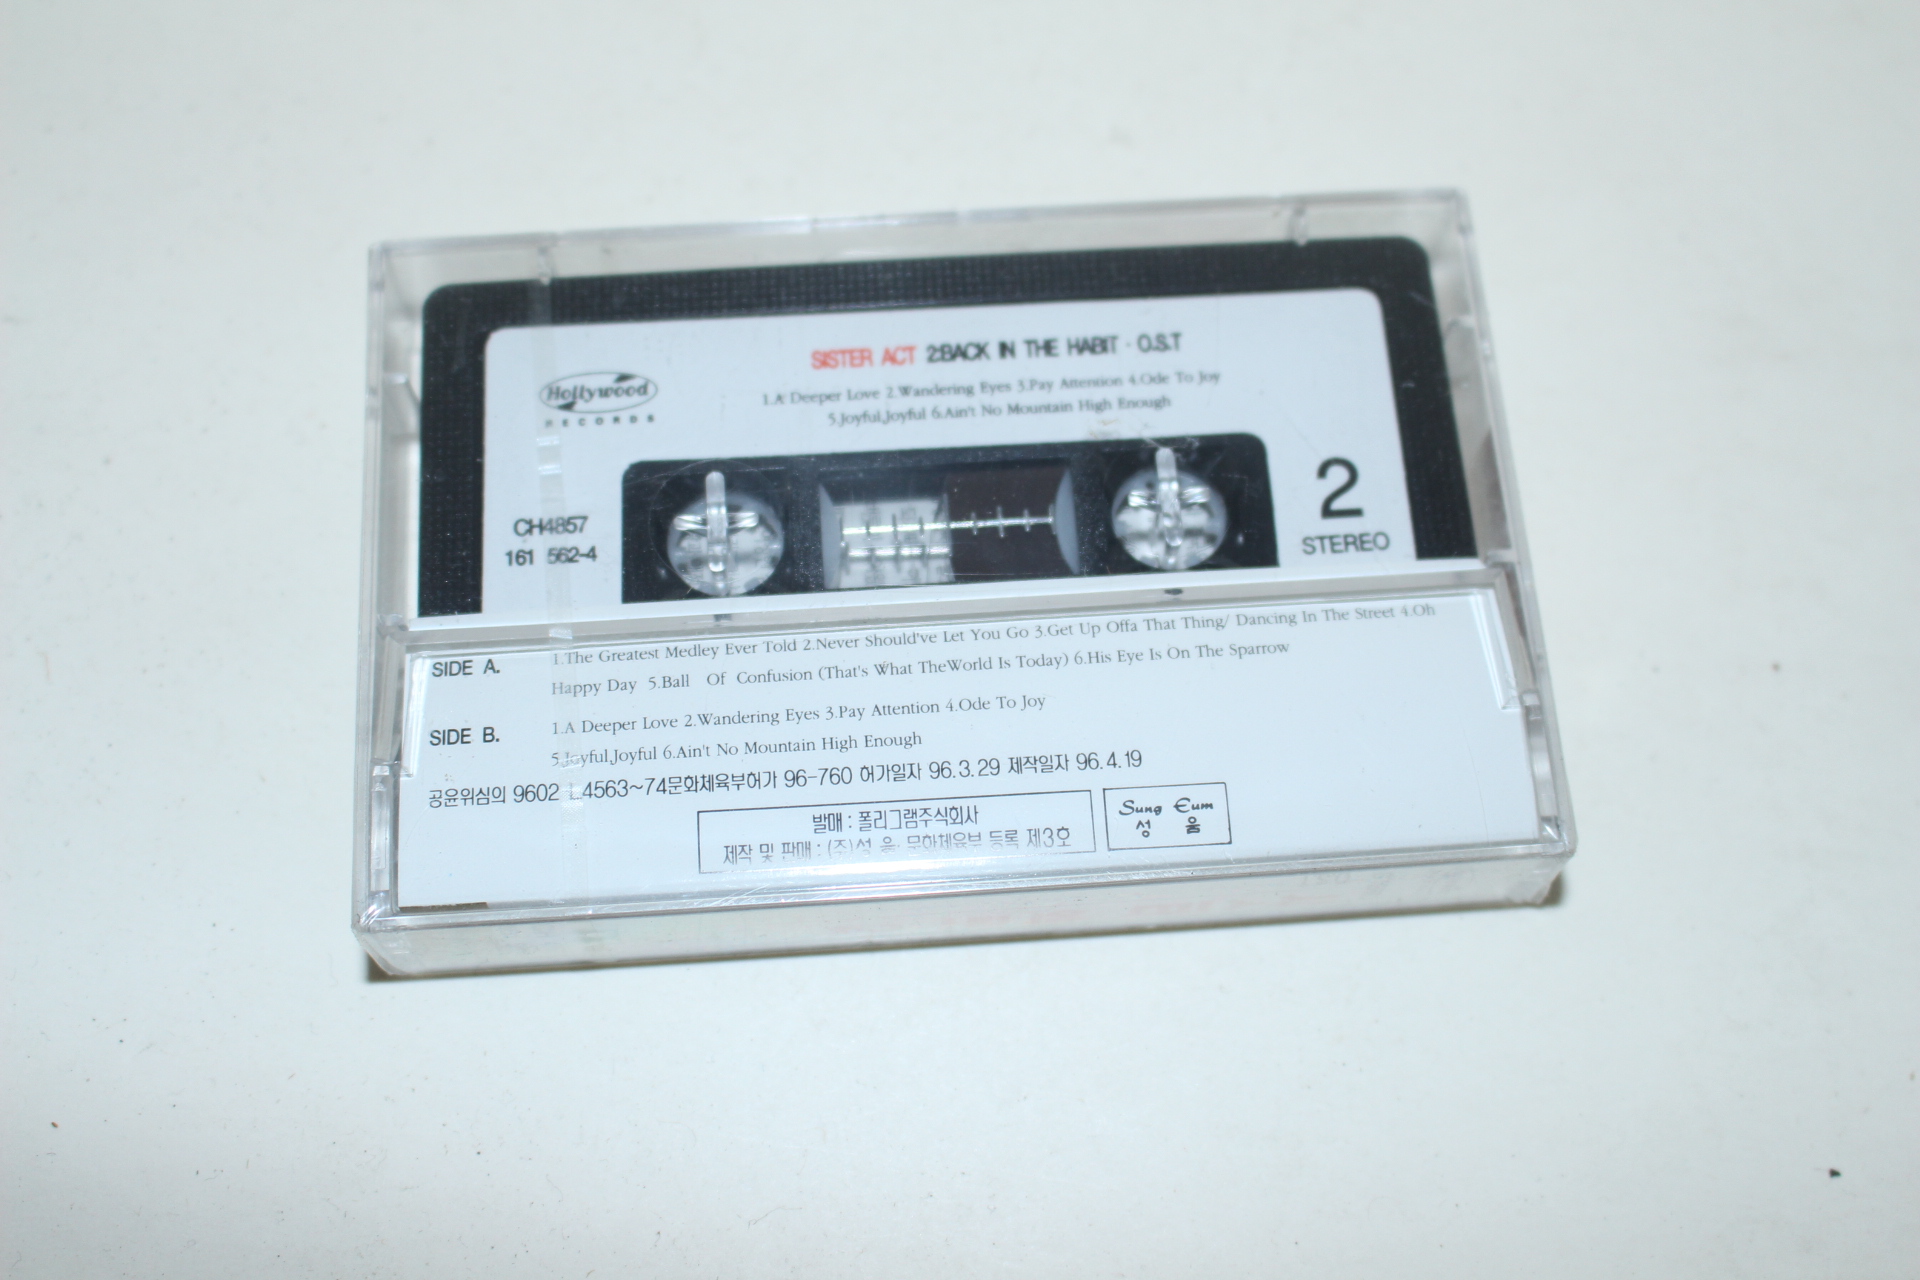 SISTER ACT 2:BACK IN THE HABIT · O.S.T
Hollywood
RECORDS
1.A Deeper Love 2.Wandering Eyes 3.Pay Attention 4.Ode To Joy
5.Joyful,Joyful 6.Ain't No Mountain High Enough
2
STEREO
CH4857
161 562-4
SIDE A. 1.The Greatest Medley Ever Told 2.Never Should've Let You Go 3.Get Up Offa That Thing/ Dancing In The Street 4.Oh
Happy Day 5.Ball Of Confusion (That's What TheWorld Is Today) 6.His Eye Is On The Sparrow
SIDE B. 1.A Deeper Love 2.Wandering Eyes 3.Pay Attention 4.Ode To Joy
5.Joyful,Joyful 6.Ain't No Mountain High Enough
공윤위심의 9602 L4563~74문화체육부허가 96-760 허가일자 96.3.29 제작일자 96.4.19
발매 : 폴리그램주식회사
제작 및 판매 : (주)성 음· 문화체육부 등록 제3호
Sung Eum
성 음